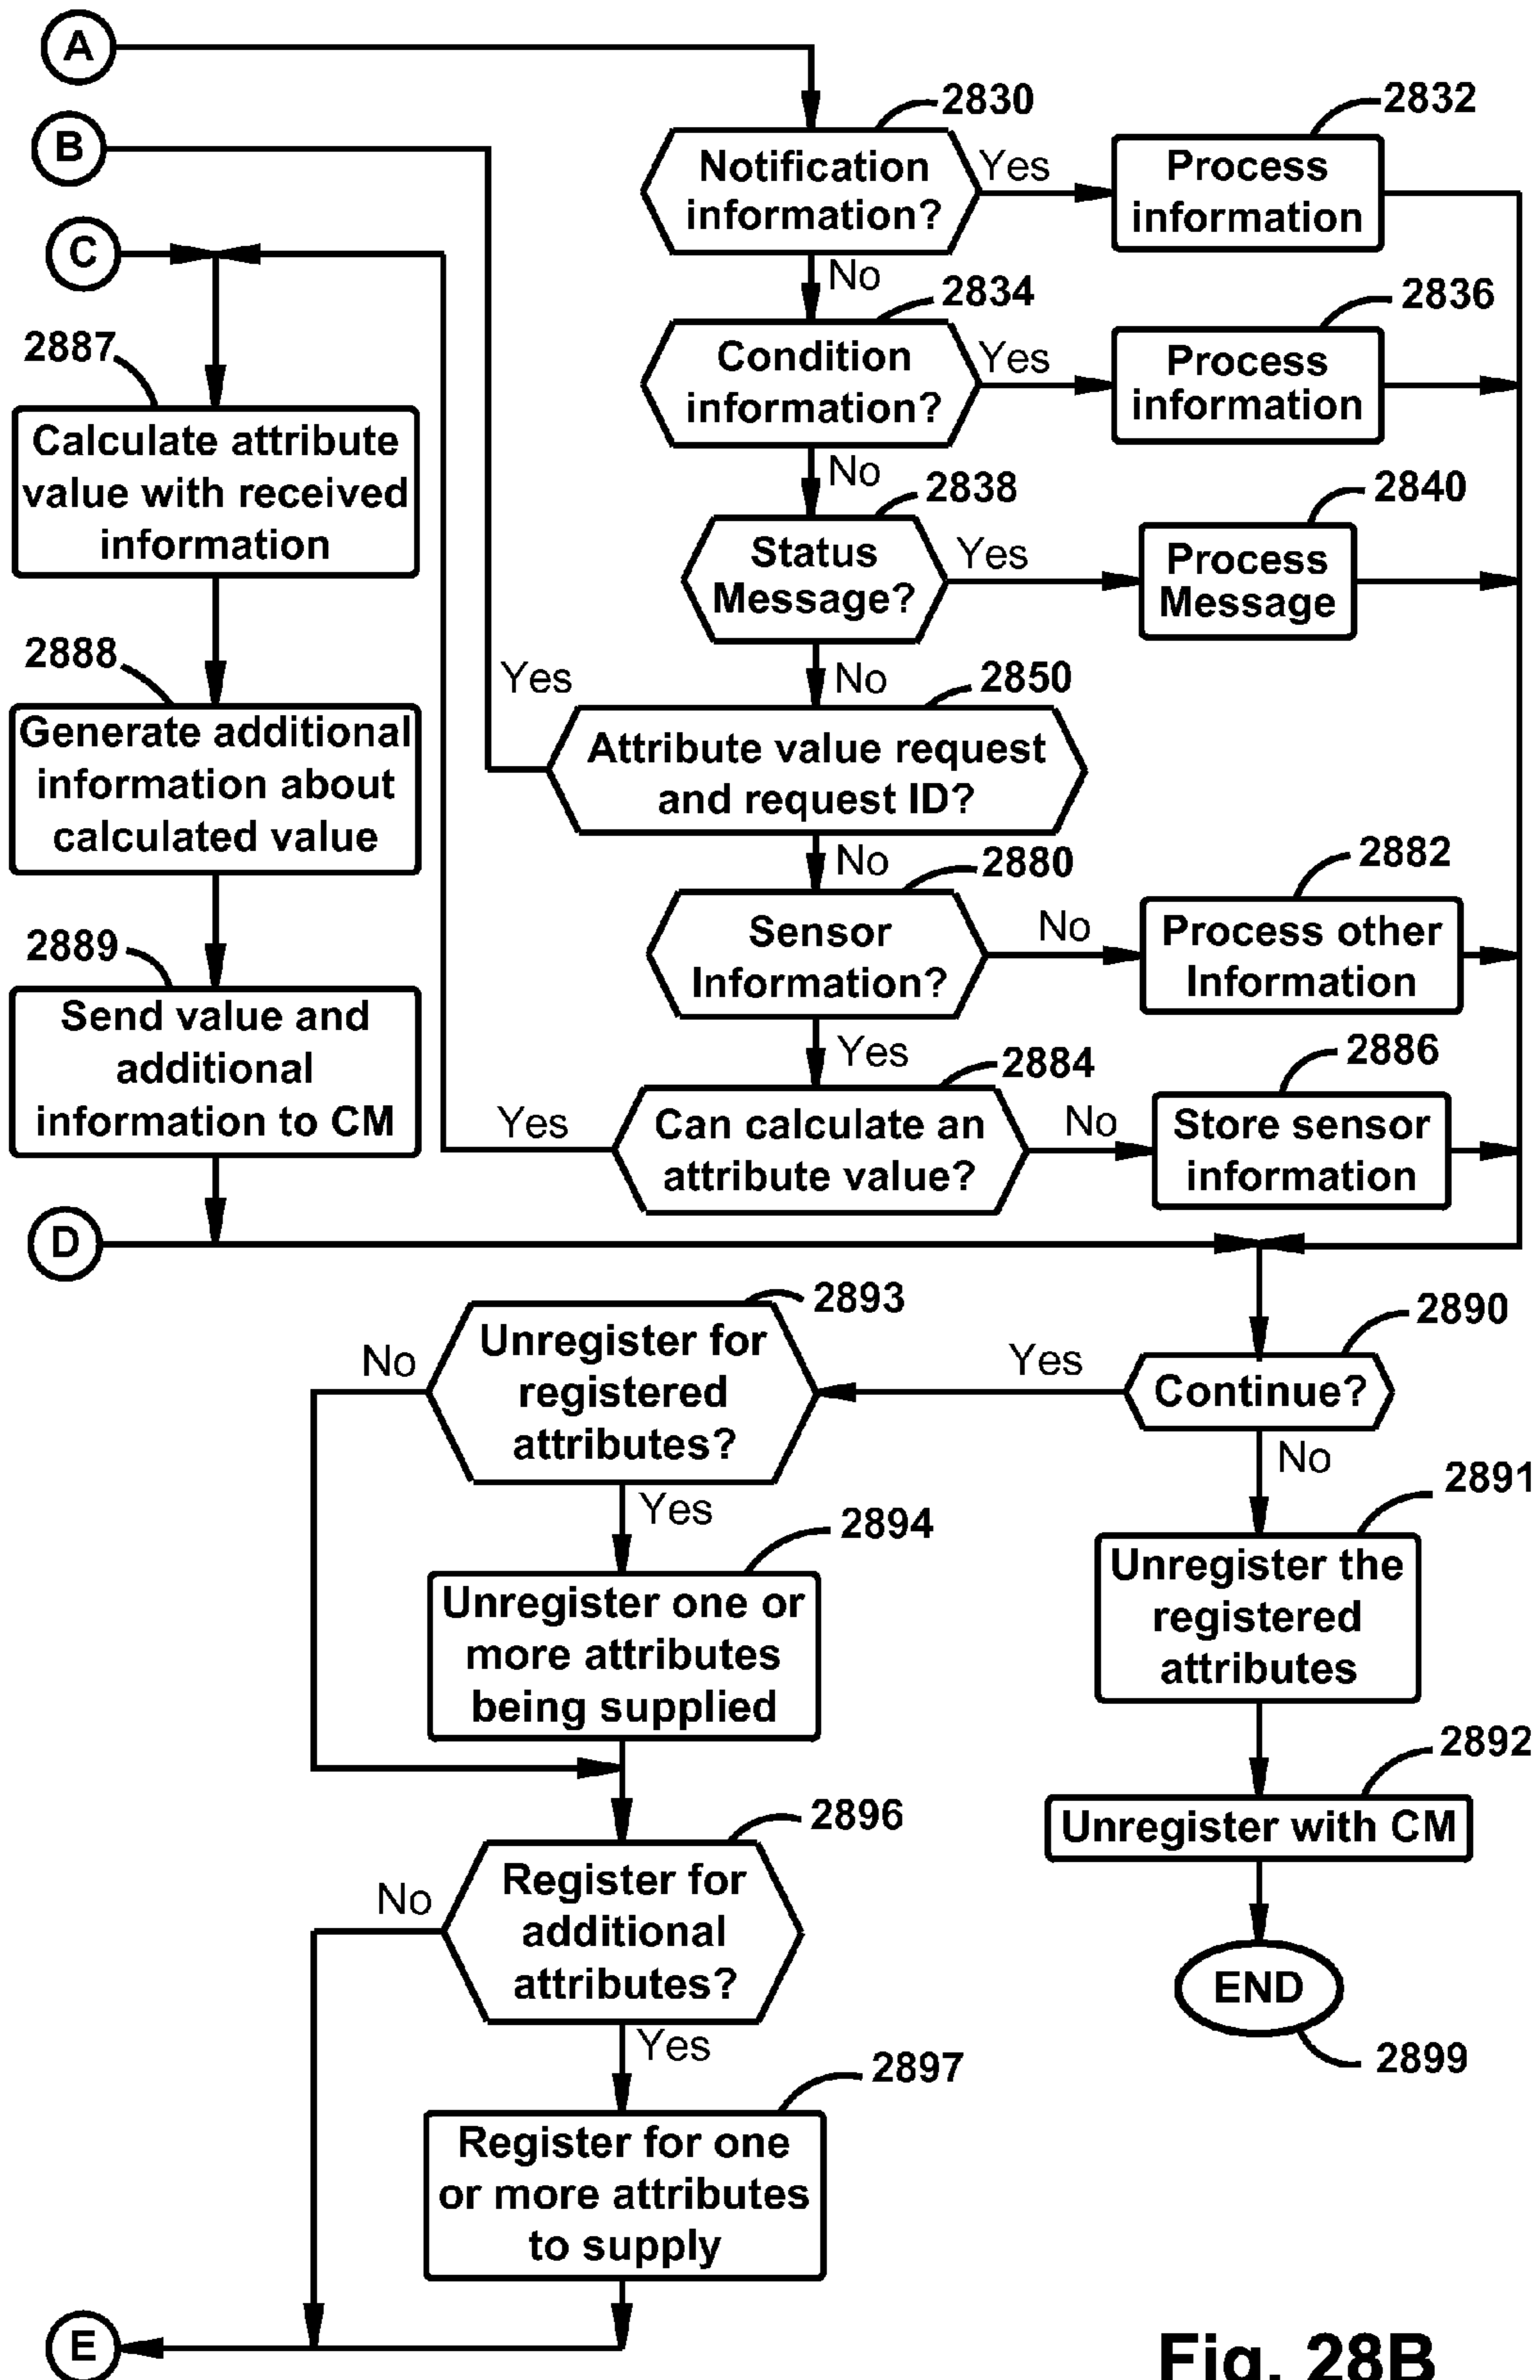 A
2830
2832
B
Notification
information?
Yes
Process
information
C
No
2834
2836
2887
Condition
information?
Yes
Process
information
Calculate attribute
value with received
information
No
2838
2840
Status
Message?
Yes
Process
Message
2888
Yes
No
2850
Generate additional
information about
calculated value
Attribute value request
and request ID?
No
2880
2882
2889
Sensor
Information?
No
Process other
Information
Send value and
additional
information to CM
Yes
2884
2886
Yes
Can calculate an
attribute value?
No
Store sensor
information
D
2893
2890
No
Unregister for
registered
attributes?
Yes
Continue?
Yes
No
2891
2894
Unregister one or
more attributes
being supplied
Unregister the
registered
attributes
2892
2896
Unregister with CM
No
Register for
additional
attributes?
END
Yes
2899
2897
Register for one
or more attributes
to supply
E
Fig. 28B